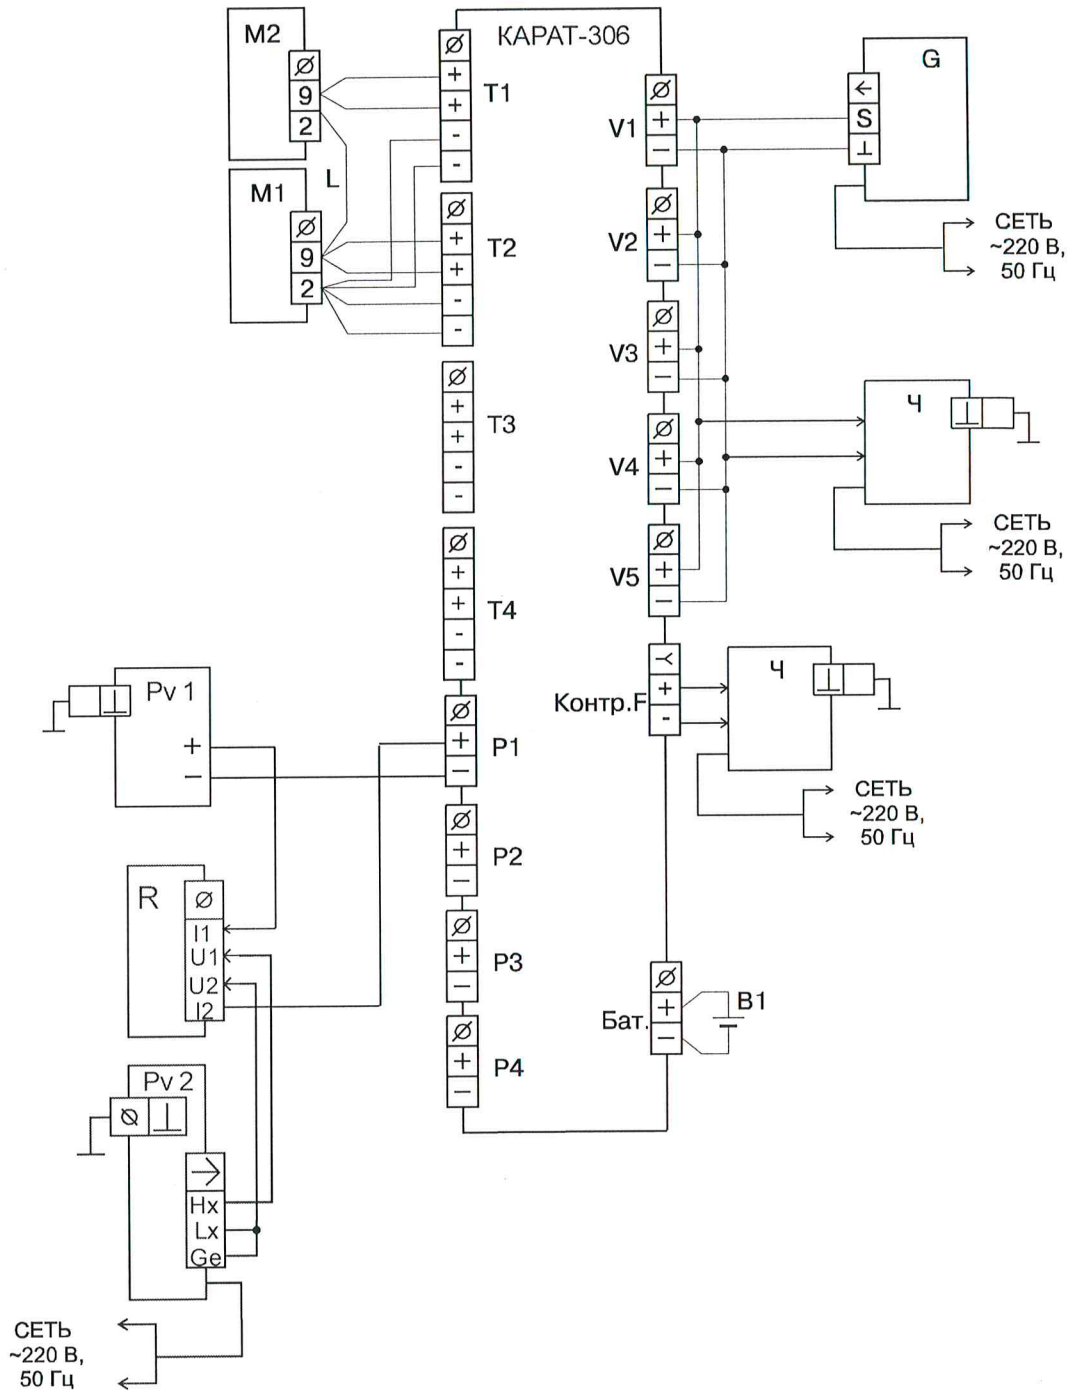 КАРАТ-306
M2
Ø
9
2
L
M1
Ø
9
2
Ø
+
+
-
-
T1
Ø
+
+
-
-
T2
Ø
+
+
-
-
T3
Ø
+
+
-
-
T4
Ø
+
–
P1
Ø
+
–
P2
Ø
+
–
P3
Ø
+
–
P4
V1
Ø
+
–
V2
Ø
+
–
V3
Ø
+
–
V4
Ø
+
–
V5
Ø
+
–
Контр.F
Y
+
-
Бат.
Ø
+
–
B1
G
←
S
⊥
СЕТЬ
~220 В,
50 Гц
Ч
⊥
СЕТЬ
~220 В,
50 Гц
Ч
⊥
СЕТЬ
~220 В,
50 Гц
Pv 1
⊥
+
–
R
Ø
I1
U1
U2
I2
Pv 2
Ø
⊥
→
Hx
Lx
Ge
СЕТЬ
~220 В,
50 Гц